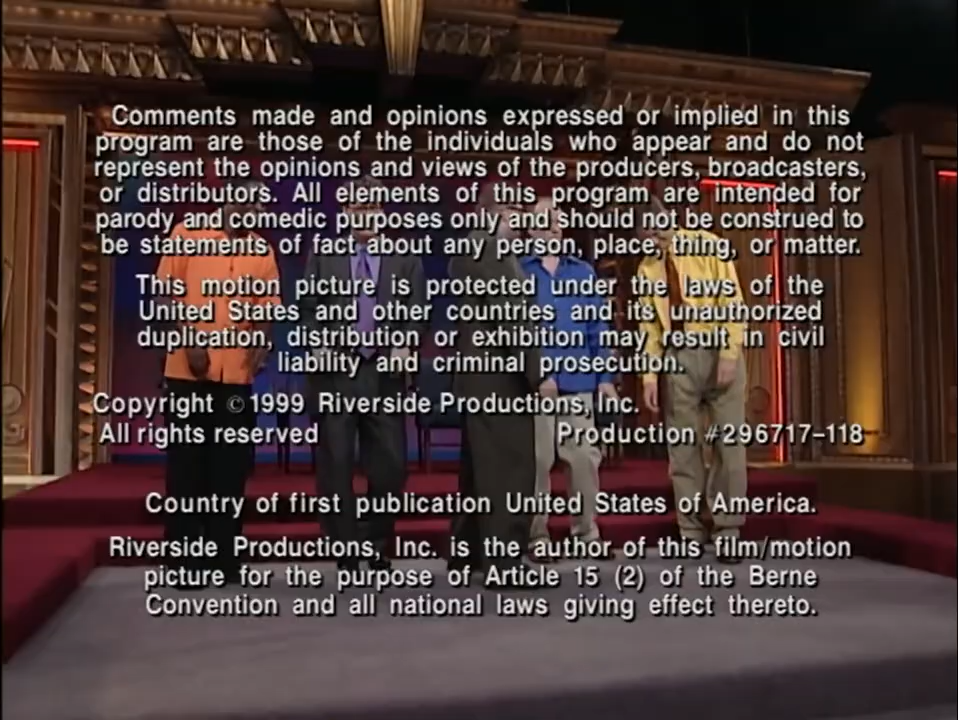 Comments made and opinions expressed or implied in this
program are those of the individuals who appear and do not
represent the opinions and views of the producers, broadcasters,
or distributors. All elements of this program are intended for
parody and comedic purposes only and should not be construed to
be statements of fact about any person, place, thing, or matter.
This motion picture is protected under the laws of the
United States and other countries and its unauthorized
duplication, distribution or exhibition may result in civil
liability and criminal prosecution.
Copyright ©1999 Riverside Productions, Inc.
All rights reserved Production #296717-118
Country of first publication United States of America.
Riverside Productions, Inc. is the author of this film/motion
picture for the purpose of Article 15 (2) of the Berne
Convention and all national laws giving effect thereto.